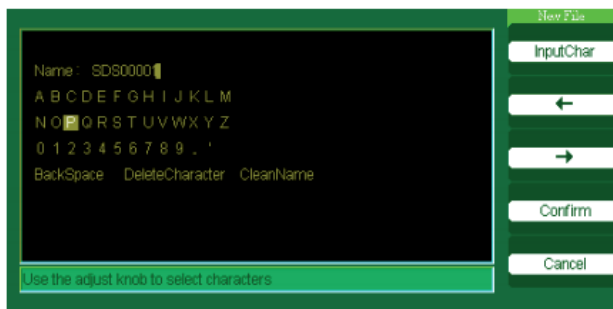 New File
InputChar
Name : SDS00001
A B C D E F G H I J K L M
←
N O P Q R S T U V W X Y Z
0 1 2 3 4 5 6 7 8 9 _ '
→
BackSpace DeleteCharacter CleanName
Confirm
Cancel
Use the adjust knob to select characters